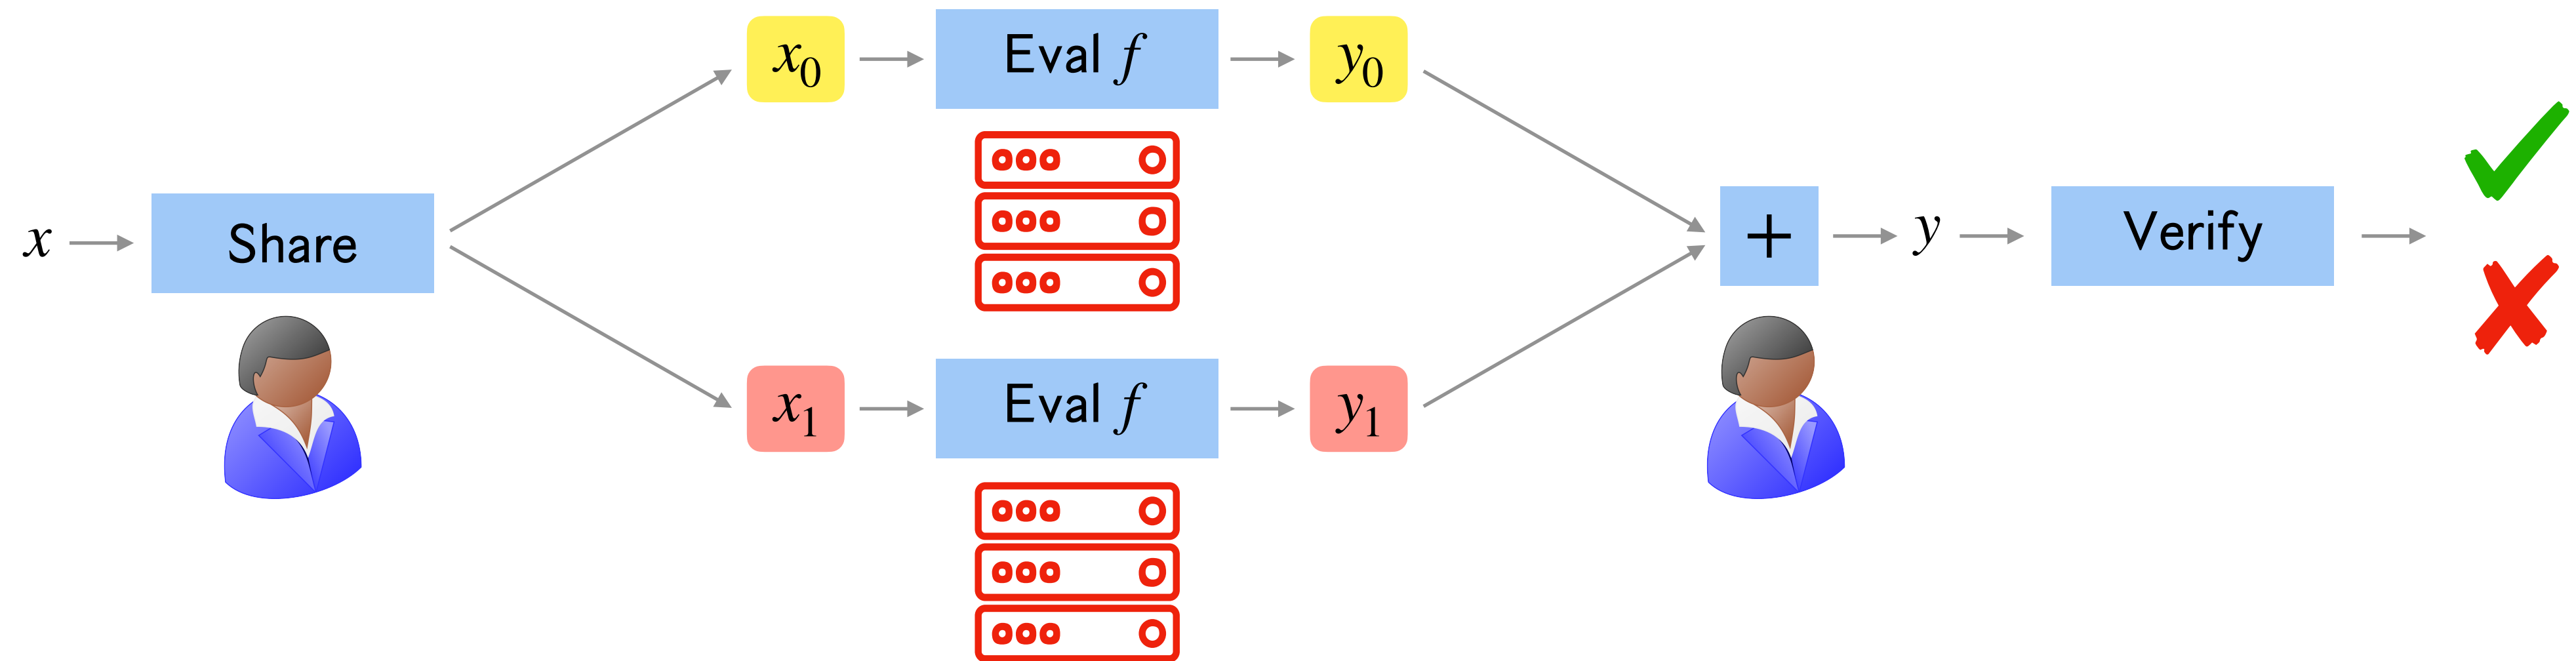 x
Share
x₀
Eval f
y₀
x₁
Eval f
y₁
+
y
Verify